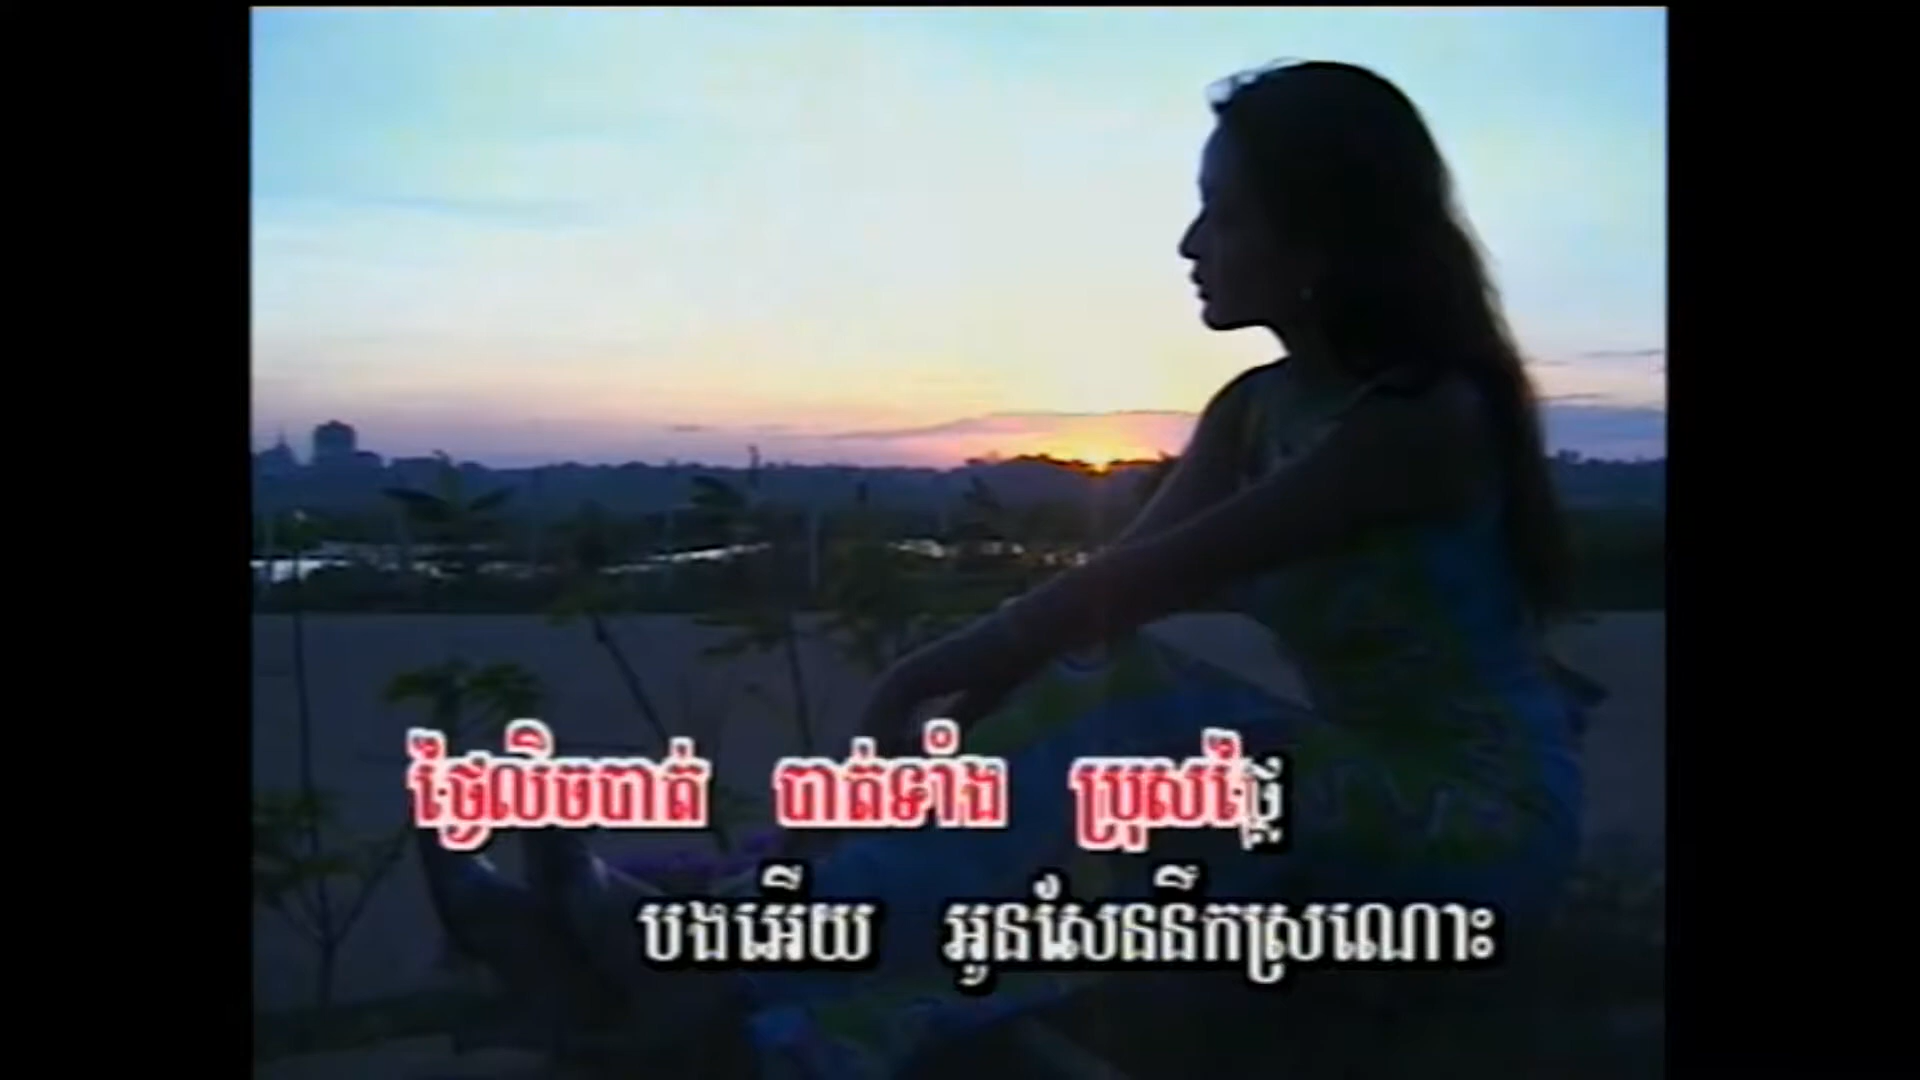 ថ្ងៃលិចបាត់ បាត់ទាំង ប្រុសថ្លៃ
បងអើយ អូនសែននឹកស្រណោះ